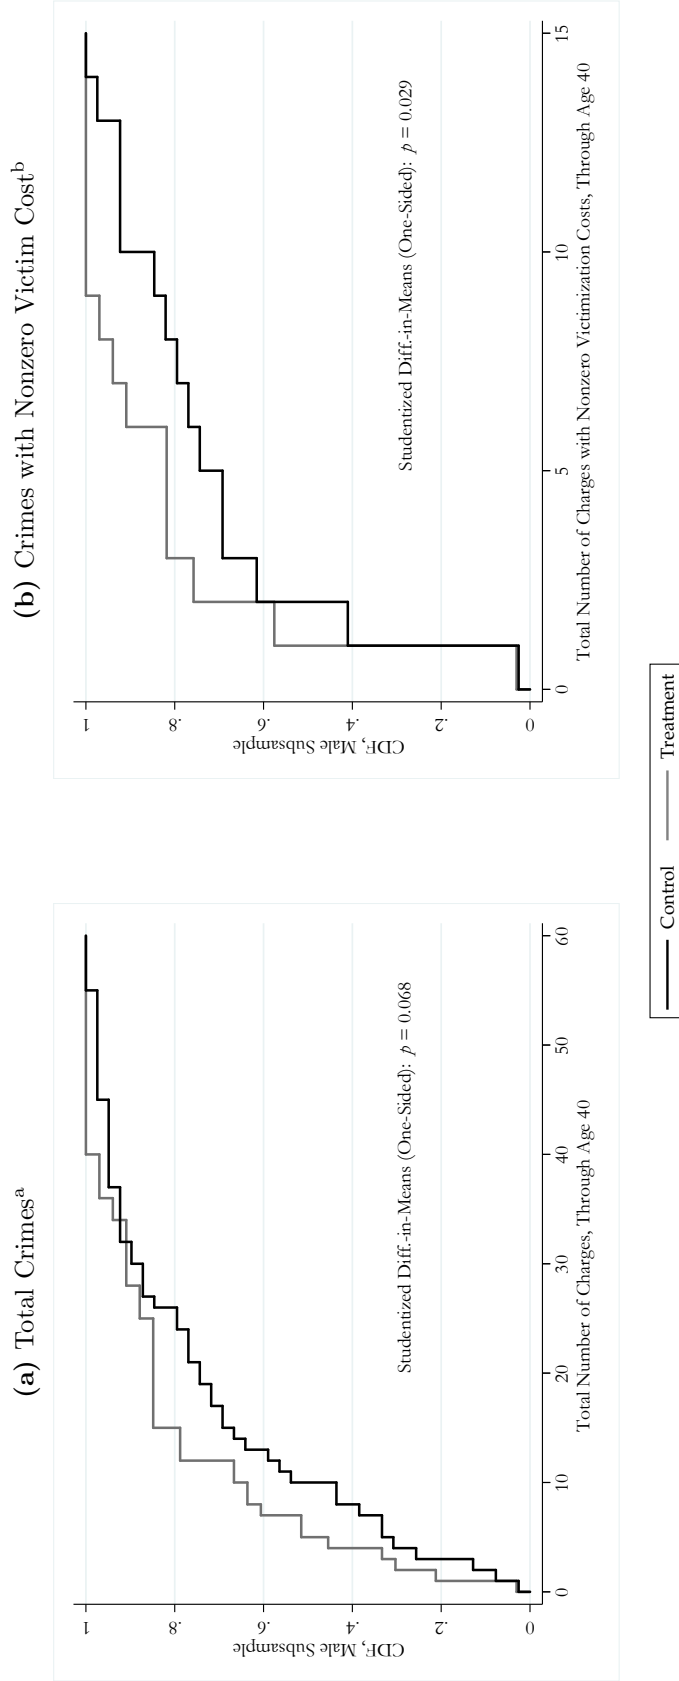 (a) Total Crimesᵃ
CDF, Male Subsample
0 .2 .4 .6 .8 1
Studentized Diff.-in-Means (One-Sided): p = 0.068
0 10 20 30 40 50 60
Total Number of Charges, Through Age 40
(b) Crimes with Nonzero Victim Costᵇ
CDF, Male Subsample
0 .2 .4 .6 .8 1
Studentized Diff.-in-Means (One-Sided): p = 0.029
0 5 10 15
Total Number of Charges with Nonzero Victimization Costs, Through Age 40
Control Treatment